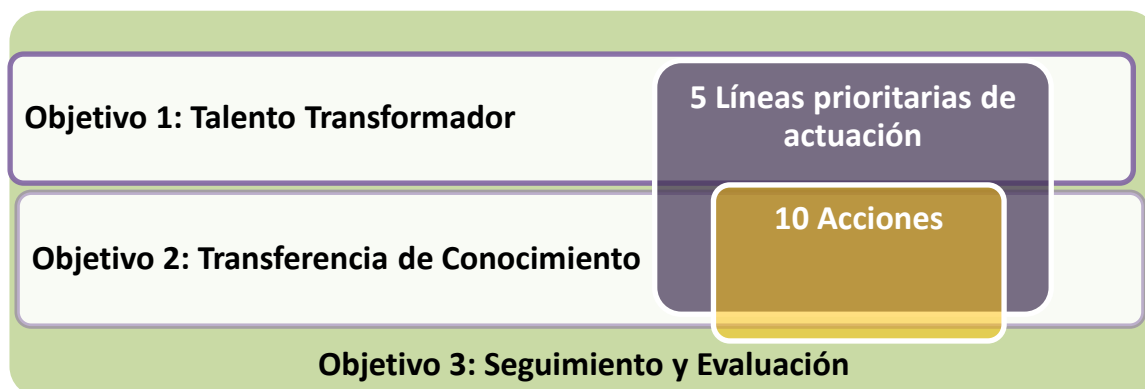 Objetivo 1: Talento Transformador
5 Líneas prioritarias de
actuación
10 Acciones
Objetivo 2: Transferencia de Conocimiento
Objetivo 3: Seguimiento y Evaluación